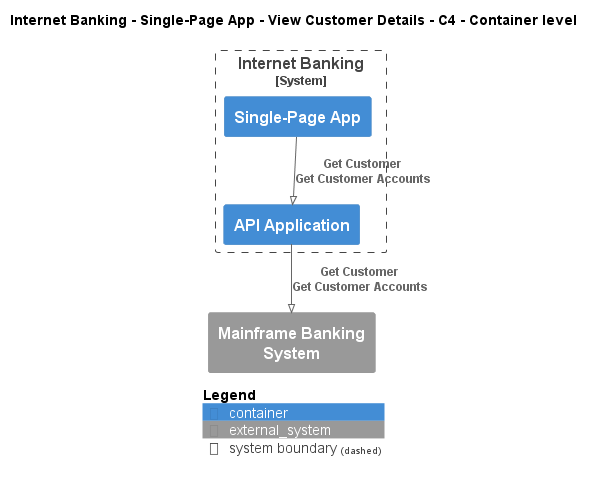 Internet Banking - Single-Page App - View Customer Details - C4 - Container level
Internet Banking
[System]
Single-Page App
Get Customer
Get Customer Accounts
API Application
Get Customer
Get Customer Accounts
Mainframe Banking
System
Legend
container
external_system
system boundary (dashed)